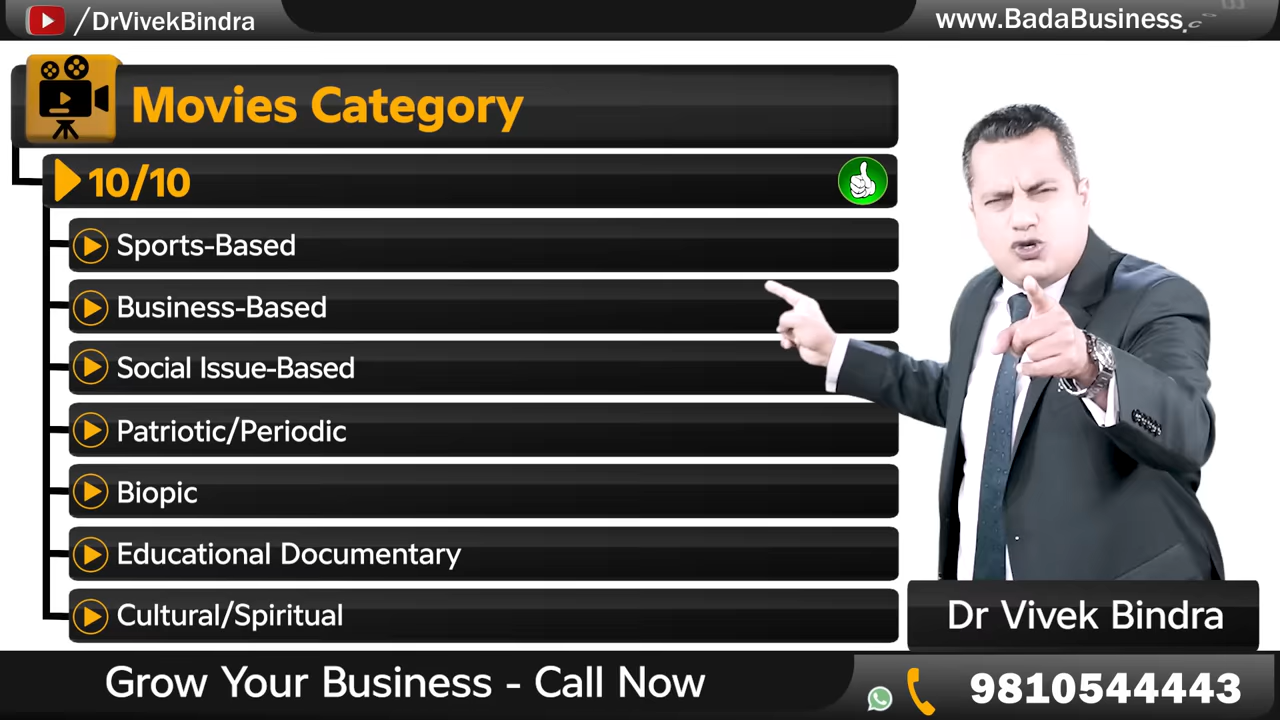 /DrVivekBindra
www.BadaBusiness.
Movies Category
10/10
Sports-Based
Business-Based
Social Issue-Based
Patriotic/Periodic
Biopic
Educational Documentary
Cultural/Spiritual
Dr Vivek Bindra
Grow Your Business - Call Now
9810544443